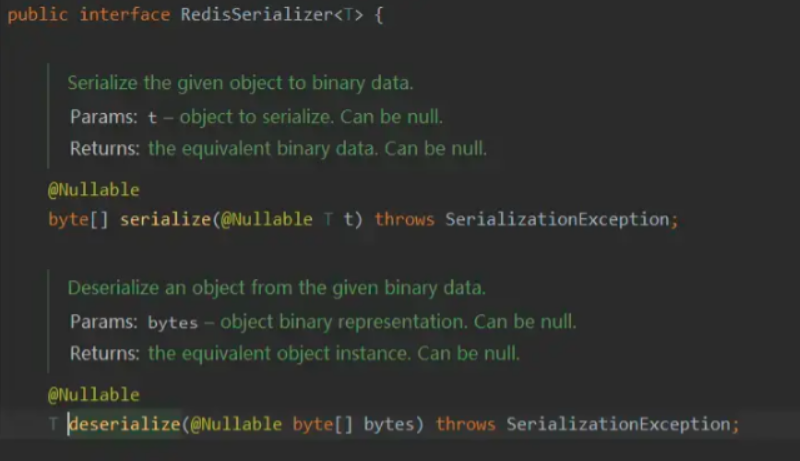 public interface RedisSerializer<T> {
Serialize the given object to binary data.
Params: t – object to serialize. Can be null.
Returns: the equivalent binary data. Can be null.
@Nullable
byte[] serialize(@Nullable T t) throws SerializationException;
Deserialize an object from the given binary data.
Params: bytes – object binary representation. Can be null.
Returns: the equivalent object instance. Can be null.
@Nullable
T deserialize(@Nullable byte[] bytes) throws SerializationException;